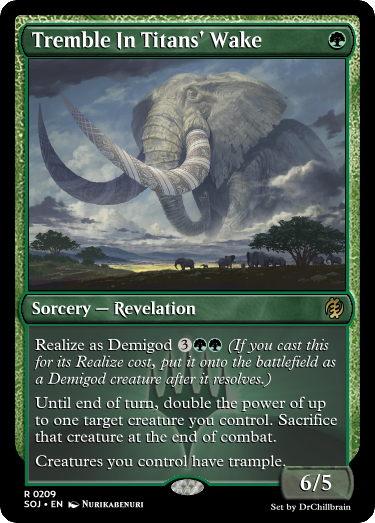 Tremble In Titans' Wake
Sorcery — Revelation
Realize as Demigod 3 (If you cast this
for its Realize cost, put it onto the battlefield as
a Demigod creature after it resolves.)
Until end of turn, double the power of up
to one target creature you control. Sacrifice
that creature at the end of combat.
Creatures you control have trample.
6/5
R 0209
SOJ • EN Nurikabenuri
Set by DrChillbrain